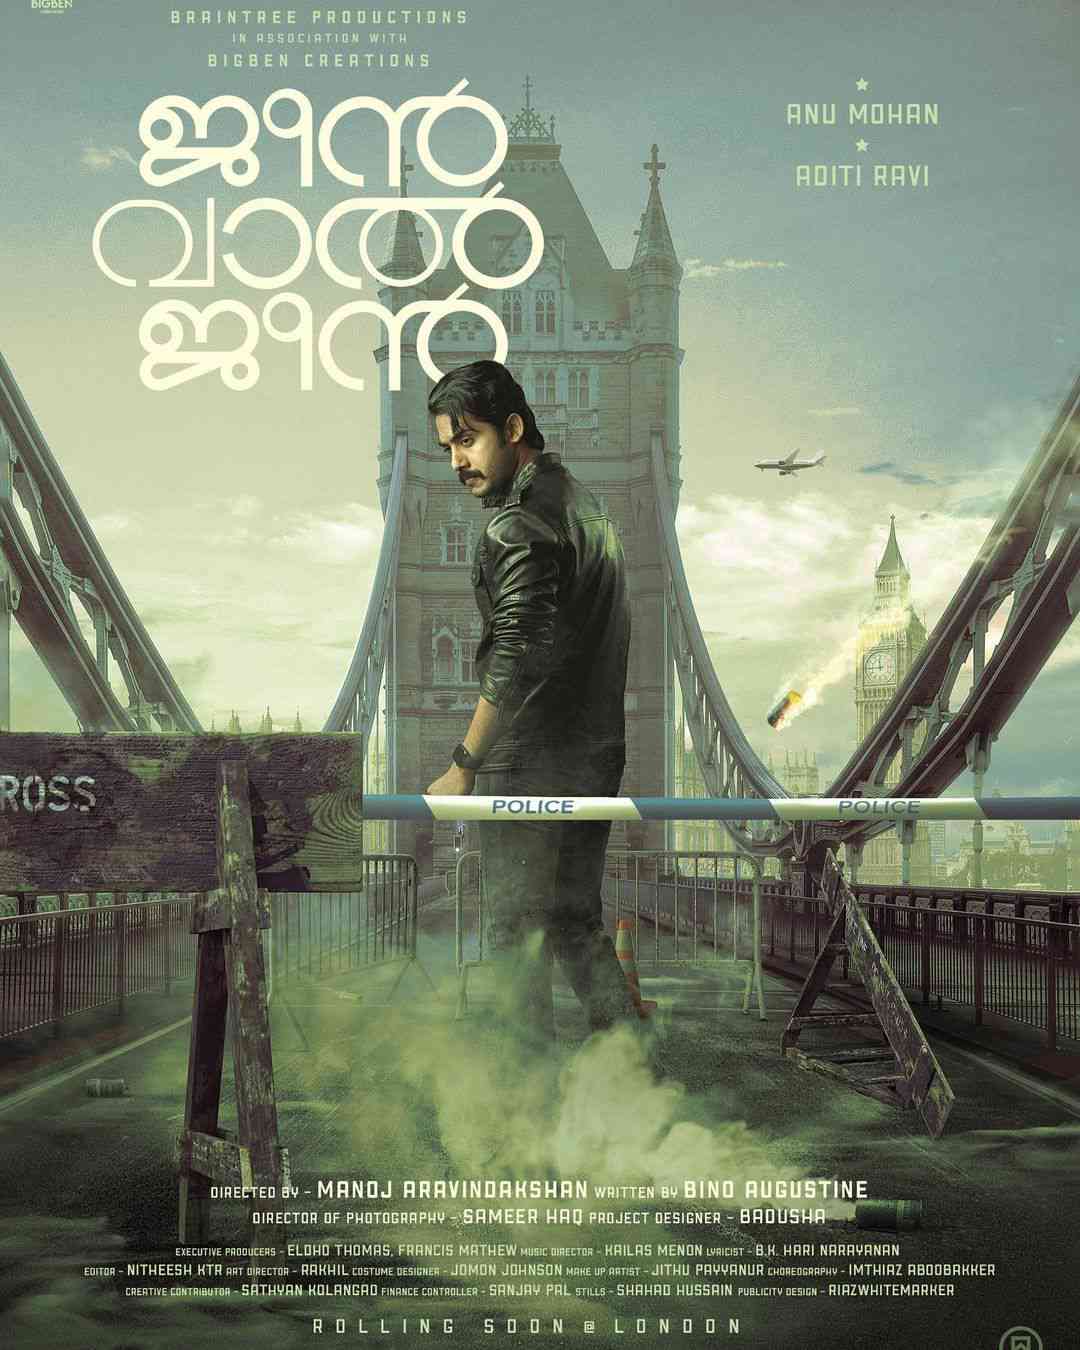 BIGBEN
BRAINTREE PRODUCTIONS
IN ASSOCIATION WITH
BIGBEN CREATIONS
ജീൻ
വാൽ
ജീൻ
ANU MOHAN
ADITI RAVI
ROSS
POLICE POLICE
DIRECTED BY - MANOJ ARAVINDAKSHAN WRITTEN BY BINO AUGUSTINE
DIRECTOR OF PHOTOGRAPHY - SAMEER HAQ PROJECT DESIGNER - BADUSHA
EXECUTIVE PRODUCERS - ELDHO THOMAS, FRANCIS MATHEW MUSIC DIRECTOR - KAILAS MENON LYRICIST - B.K. HARI NARAYANAN
EDITOR - NITHEESH KTR ART DIRECTOR - RAKHIL COSTUME DESIGNER - JOMON JOHNSON MAKE UP ARTIST - JITHU PAYYANUR CHOREOGRAPHY - IMTHIAZ ABOOBAKKER
CREATIVE CONTRIBUTOR - SATHYAN KOLANGAD FINANCE CONTROLLER - SANJAY PAL STILLS - SHAHAD HUSSAIN PUBLICITY DESIGN - RIAZWHITEMARKER
ROLLING SOON @ LONDON